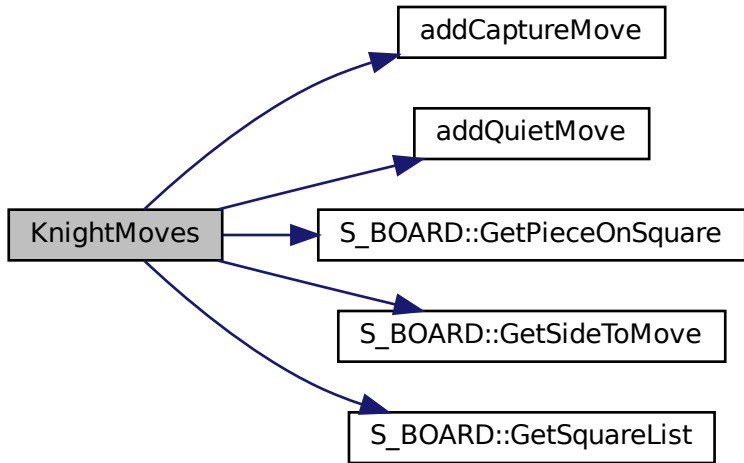 addCaptureMove
addQuietMove
KnightMoves
S_BOARD::GetPieceOnSquare
S_BOARD::GetSideToMove
S_BOARD::GetSquareList